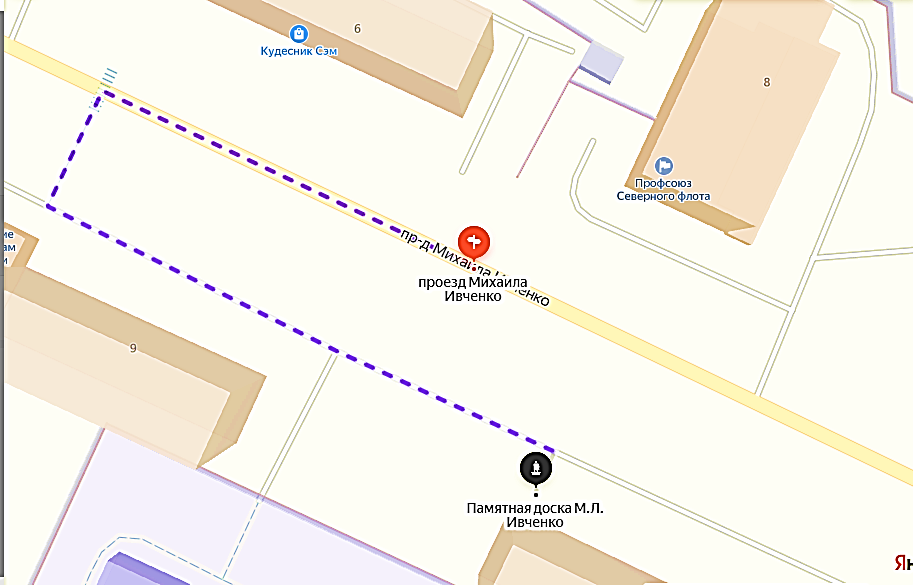 6
Кудесник Сэм
8
Профсоюз
Северного флота
пр-д Михаила Ивченко
проезд Михаила
Ивченко
9
Памятная доска М.Л.
Ивченко